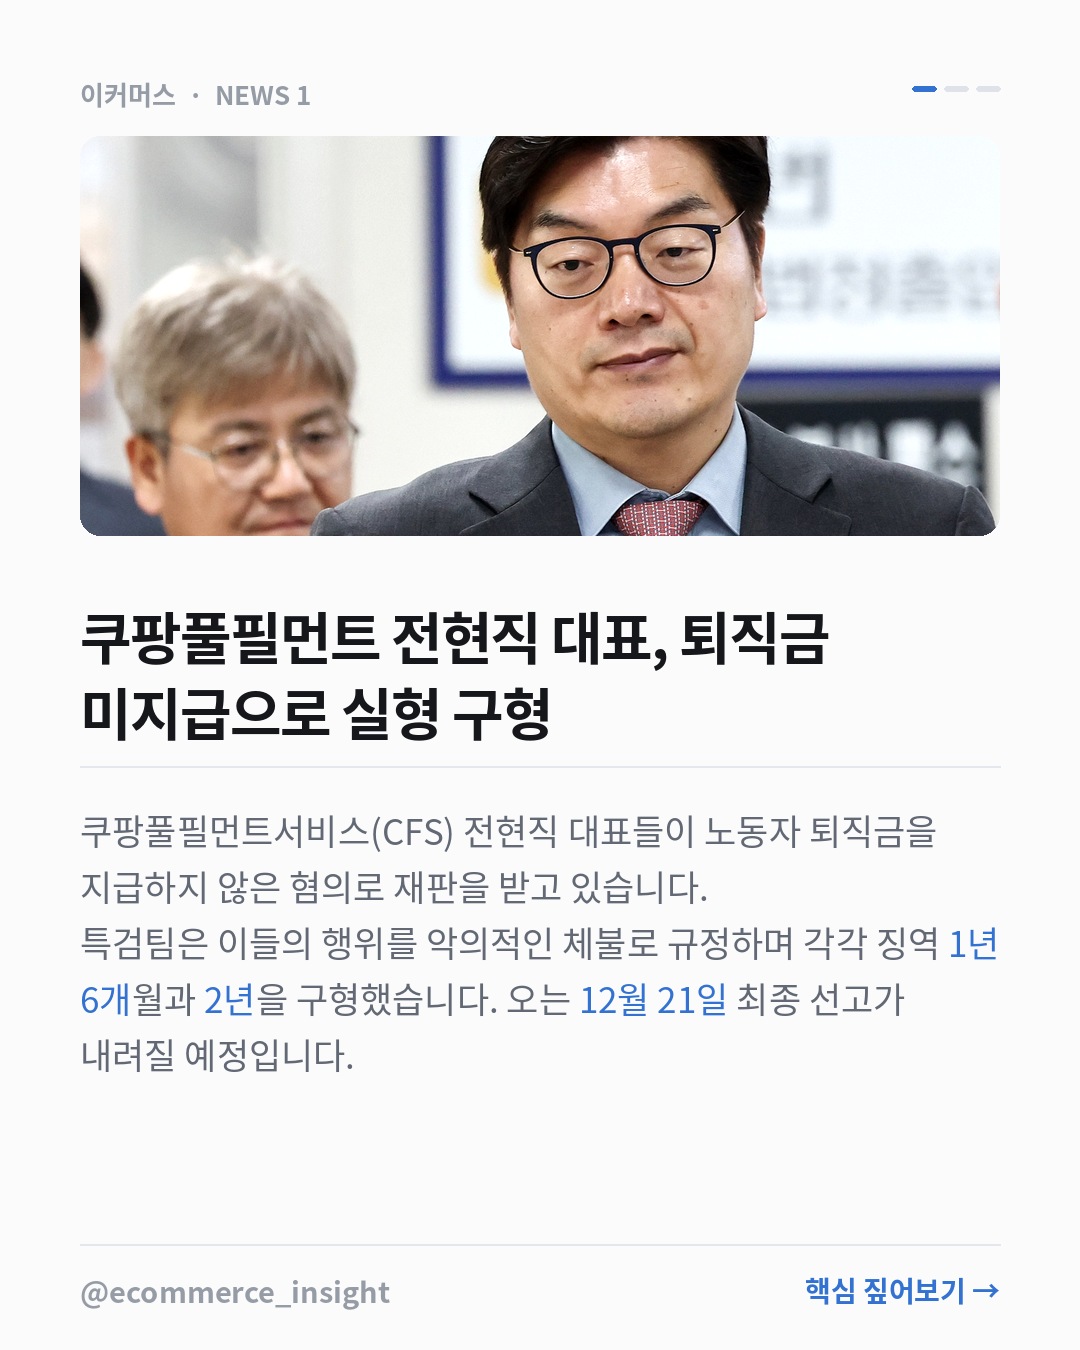 이커머스 · NEWS 1
쿠팡풀필먼트 전현직 대표, 퇴직금
미지급으로 실형 구형
쿠팡풀필먼트서비스(CFS) 전현직 대표들이 노동자 퇴직금을
지급하지 않은 혐의로 재판을 받고 있습니다.
특검팀은 이들의 행위를 악의적인 체불로 규정하며 각각 징역 1년
6개월과 2년을 구형했습니다. 오는 12월 21일 최종 선고가
내려질 예정입니다.
@ecommerce_insight
핵심 짚어보기 →